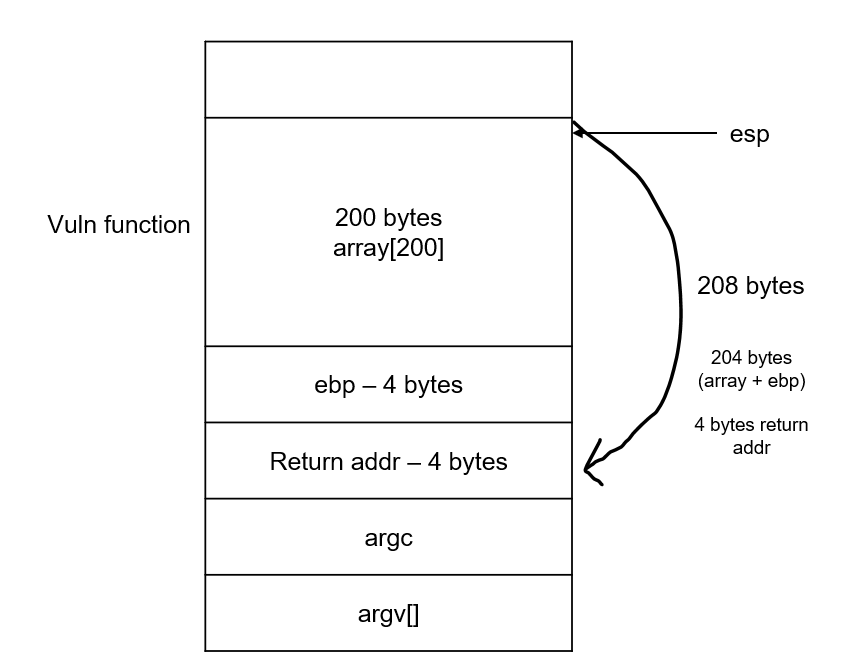 esp
Vuln function
200 bytes
array[200]
208 bytes
204 bytes
(array + ebp)
ebp – 4 bytes
4 bytes return
addr
Return addr – 4 bytes
argc
argv[]